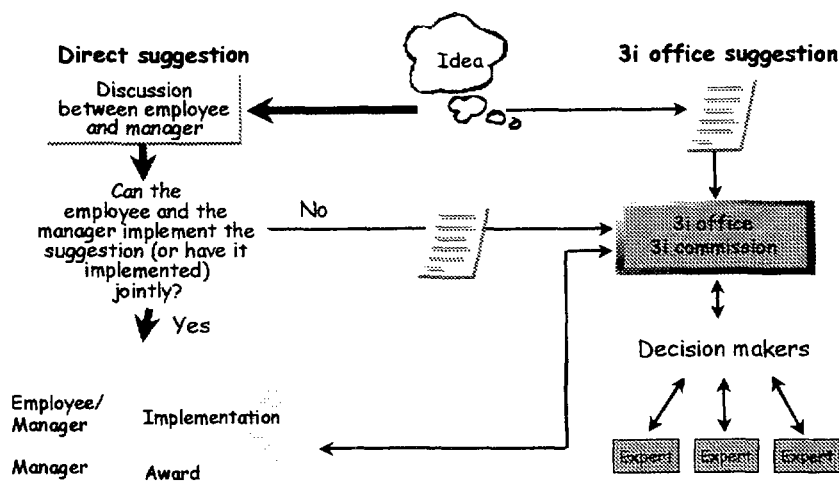 Direct suggestion
Idea
3i office suggestion
Discussion
between employee
and manager
Can the
employee and the
manager implement the
suggestion (or have it
implemented)
jointly?
No
3i office
3i commission
Yes
Decision makers
Employee/
Manager
Implementation
Manager
Award
Expert
Expert
Expert